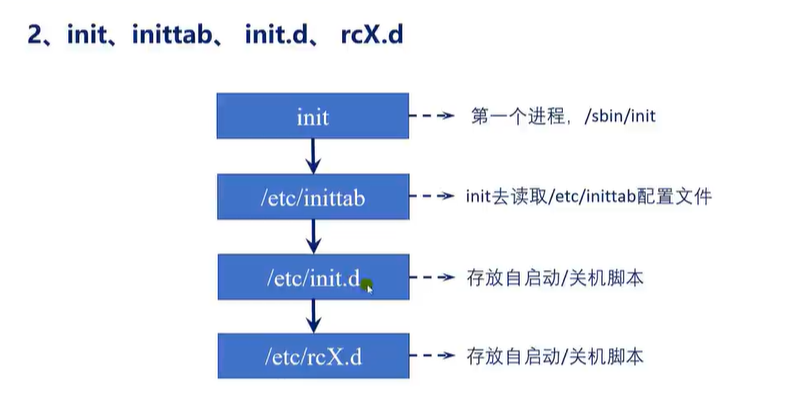 2、init、inittab、 init.d、 rcX.d
init
第一个进程，/sbin/init
/etc/inittab
init去读取/etc/inittab配置文件
/etc/init.d
存放自启动/关机脚本
/etc/rcX.d
存放自启动/关机脚本